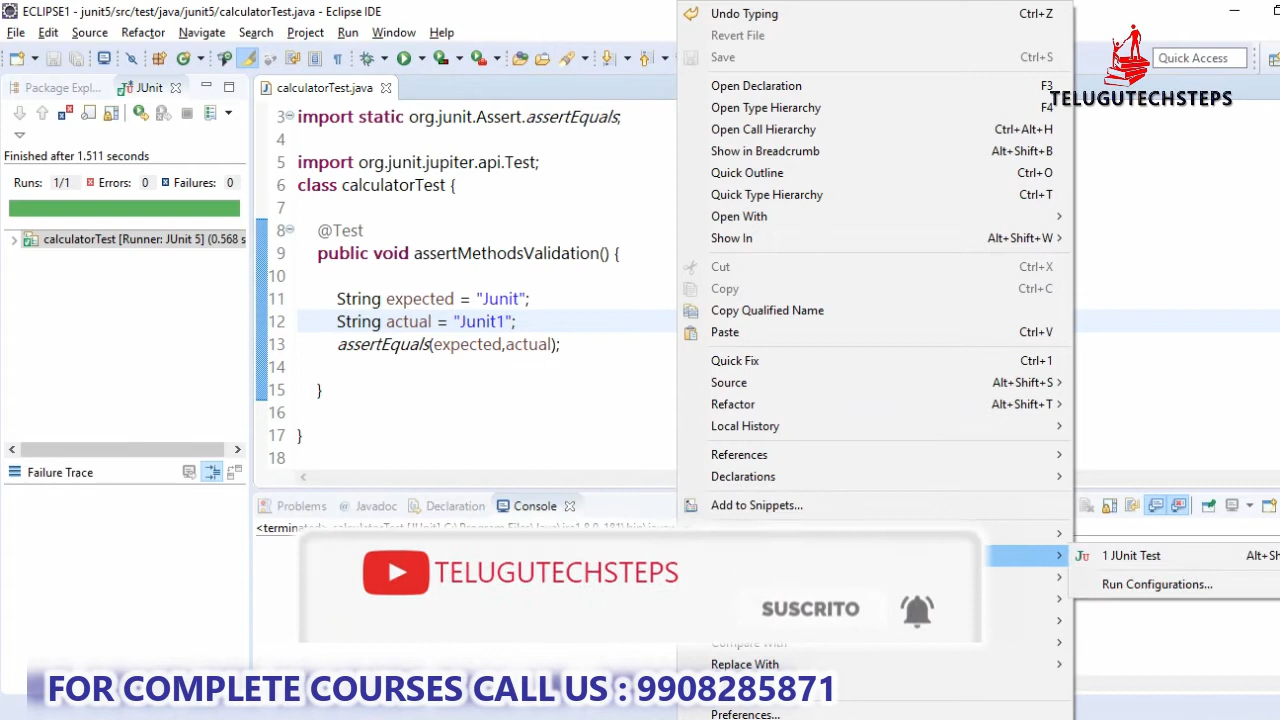 ECLIPSE1 - junit5/src/test/java/junit5/calculatorTest.java - Eclipse IDE
File Edit Source Refactor Navigate Search Project Run Window Help
Quick Access
TELUGUTECHSTEPS
Package Expl... JUnit
calculatorTest.java
Finished after 1.511 seconds
Runs: 1/1 Errors: 0 Failures: 0
calculatorTest [Runner: JUnit 5] (0.568 s
Failure Trace
3 import static org.junit.Assert.assertEquals;
4
5 import org.junit.jupiter.api.Test;
6 class calculatorTest {
7
8 @Test
9 public void assertMethodsValidation() {
10
11 String expected = "Junit";
12 String actual = "Junit1";
13 assertEquals(expected,actual);
14
15 }
16
17 }
18
Problems @ Javadoc Declaration Console
Undo Typing Ctrl+Z
Revert File
Save Ctrl+S
Open Declaration F3
Open Type Hierarchy F4
Open Call Hierarchy Ctrl+Alt+H
Show in Breadcrumb Alt+Shift+B
Quick Outline Ctrl+O
Quick Type Hierarchy Ctrl+T
Open With
Show In Alt+Shift+W
Cut Ctrl+X
Copy Ctrl+C
Copy Qualified Name
Paste Ctrl+V
Quick Fix Ctrl+1
Source Alt+Shift+S
Refactor Alt+Shift+T
Local History
References
Declarations
Add to Snippets...
Compare With
Replace With
Preferences...
1 JUnit Test Alt+Sh
Run Configurations...
TELUGUTECHSTEPS
SUSCRITO
FOR COMPLETE COURSES CALL US : 9908285871